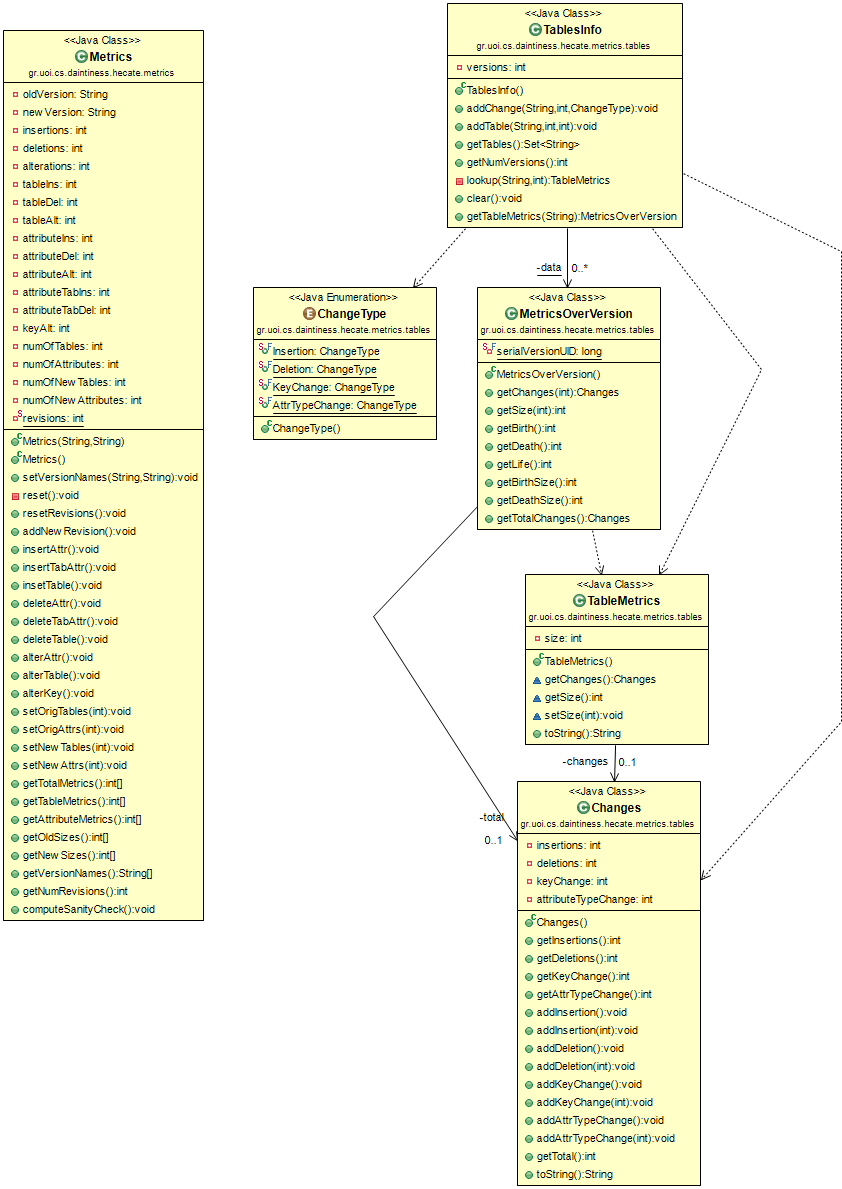 <<Java Class>>
Metrics
gr.uoi.cs.daintiness.hecate.metrics
oldVersion: String
newVersion: String
insertions: int
deletions: int
alterations: int
tableIns: int
tableDel: int
tableAlt: int
attributeIns: int
attributeDel: int
attributeAlt: int
attributeTabIns: int
attributeTabDel: int
keyAlt: int
numOfTables: int
numOfAttributes: int
numOfNewTables: int
numOfNewAttributes: int
revisions: int
Metrics(String,String)
Metrics()
setVersionNames(String,String):void
reset():void
resetRevisions():void
addNewRevision():void
insertAttr():void
insertTabAttr():void
insetTable():void
deleteAttr():void
deleteTabAttr():void
deleteTable():void
alterAttr():void
alterTable():void
alterKey():void
setOrigTables(int):void
setOrigAttrs(int):void
setNewTables(int):void
setNewAttrs(int):void
getTotalMetrics():int[]
getTableMetrics():int[]
getAttributeMetrics():int[]
getOldSizes():int[]
getNewSizes():int[]
getVersionNames():String[]
getNumRevisions():int
computeSanityCheck():void
<<Java Class>>
TablesInfo
gr.uoi.cs.daintiness.hecate.metrics.tables
versions: int
TablesInfo()
addChange(String,int,ChangeType):void
addTable(String,int,int):void
getTables():Set<String>
getNumVersions():int
lookup(String,int):TableMetrics
clear():void
getTableMetrics(String):MetricsOverVersion
-data 0..*
<<Java Enumeration>>
ChangeType
gr.uoi.cs.daintiness.hecate.metrics.tables
Insertion: ChangeType
Deletion: ChangeType
KeyChange: ChangeType
AttrTypeChange: ChangeType
ChangeType()
<<Java Class>>
MetricsOverVersion
gr.uoi.cs.daintiness.hecate.metrics.tables
serialVersionUID: long
MetricsOverVersion()
getChanges(int):Changes
getSize(int):int
getBirth():int
getDeath():int
getLife():int
getBirthSize():int
getDeathSize():int
getTotalChanges():Changes
<<Java Class>>
TableMetrics
gr.uoi.cs.daintiness.hecate.metrics.tables
size: int
TableMetrics()
getChanges():Changes
getSize():int
setSize(int):void
toString():String
-changes 0..1
-total
0..1
<<Java Class>>
Changes
gr.uoi.cs.daintiness.hecate.metrics.tables
insertions: int
deletions: int
keyChange: int
attributeTypeChange: int
Changes()
getInsertions():int
getDeletions():int
getKeyChange():int
getAttrTypeChange():int
addInsertion():void
addInsertion(int):void
addDeletion():void
addDeletion(int):void
addKeyChange():void
addKeyChange(int):void
addAttrTypeChange():void
addAttrTypeChange(int):void
getTotal():int
toString():String